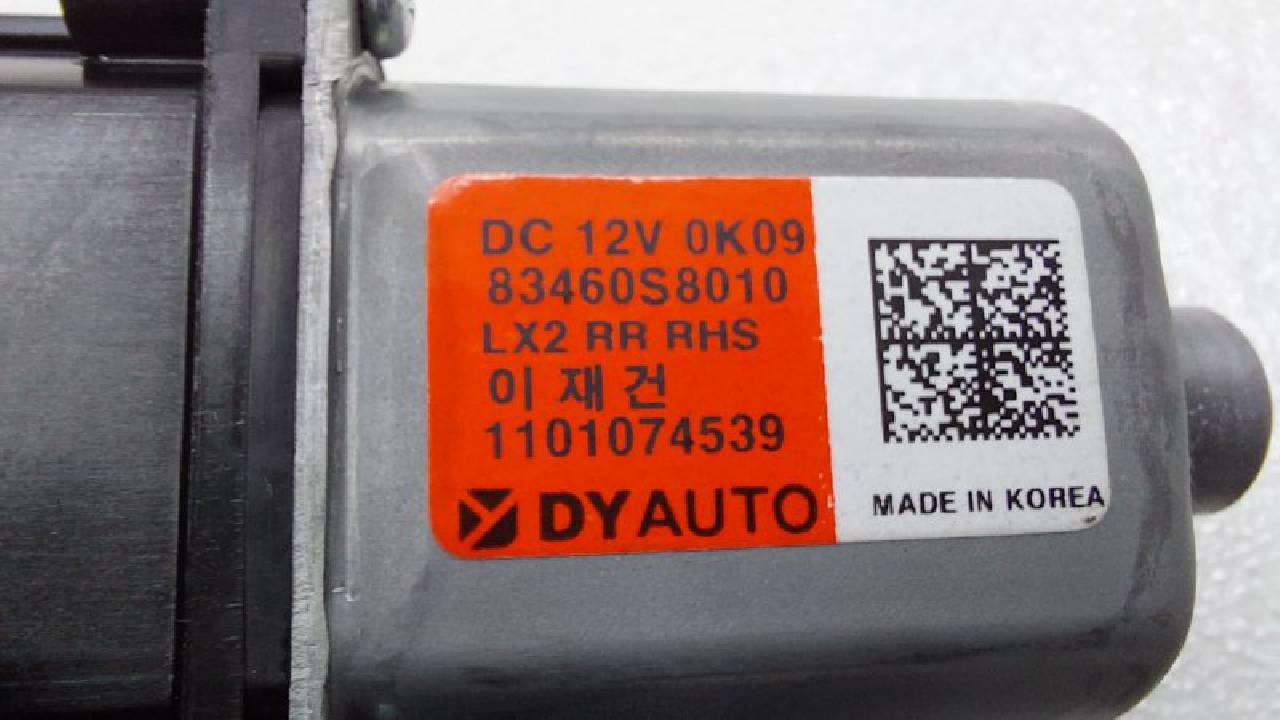 DC 12V 0K09
83460S8010
LX2 RR RHS
이재건
1101074539
DYAUTO
MADE IN KOREA